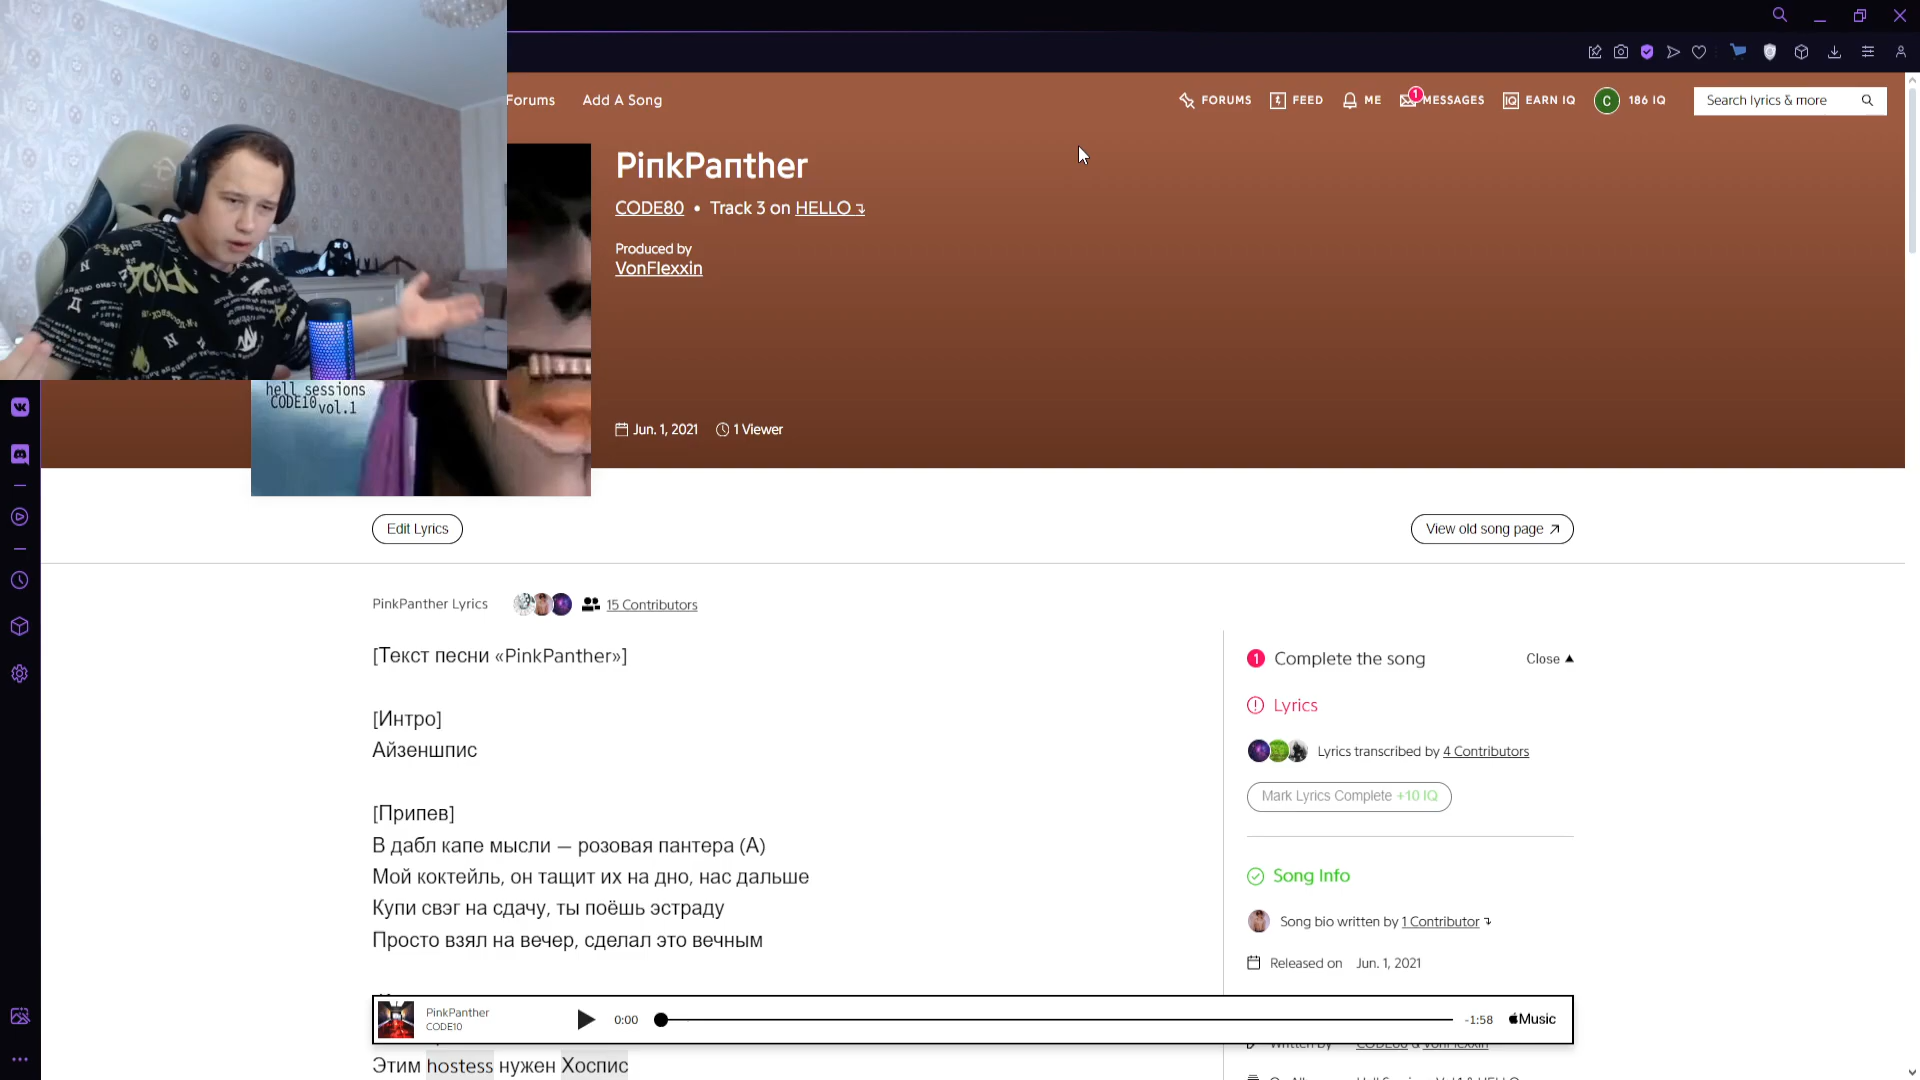 Forums
Add A Song
FORUMS
FEED
ME
1
MESSAGES
EARN IQ
C
186 IQ
Search lyrics & more
PinkPanther
CODE80 • Track 3 on HELLO
Produced by
VonFlexxin
hell sessions
CODE10 vol.1
Jun. 1, 2021
1 Viewer
Edit Lyrics
View old song page
PinkPanther Lyrics
15 Contributors
[Текст песни «PinkPanther»]
[Интро]
Айзеншпис
[Припев]
В дабл капе мысли — розовая пантера (А)
Мой коктейль, он тащит их на дно, нас дальше
Купи свэг на сдачу, ты поёшь эстраду
Просто взял на вечер, сделал это вечным
Этим hostess нужен Хоспис
1 Complete the song
Close
Lyrics
Lyrics transcribed by 4 Contributors
Mark Lyrics Complete +10 IQ
Song Info
Song bio written by 1 Contributor
Released on Jun. 1, 2021
PinkPanther
CODE10
0:00
-1:58
Music